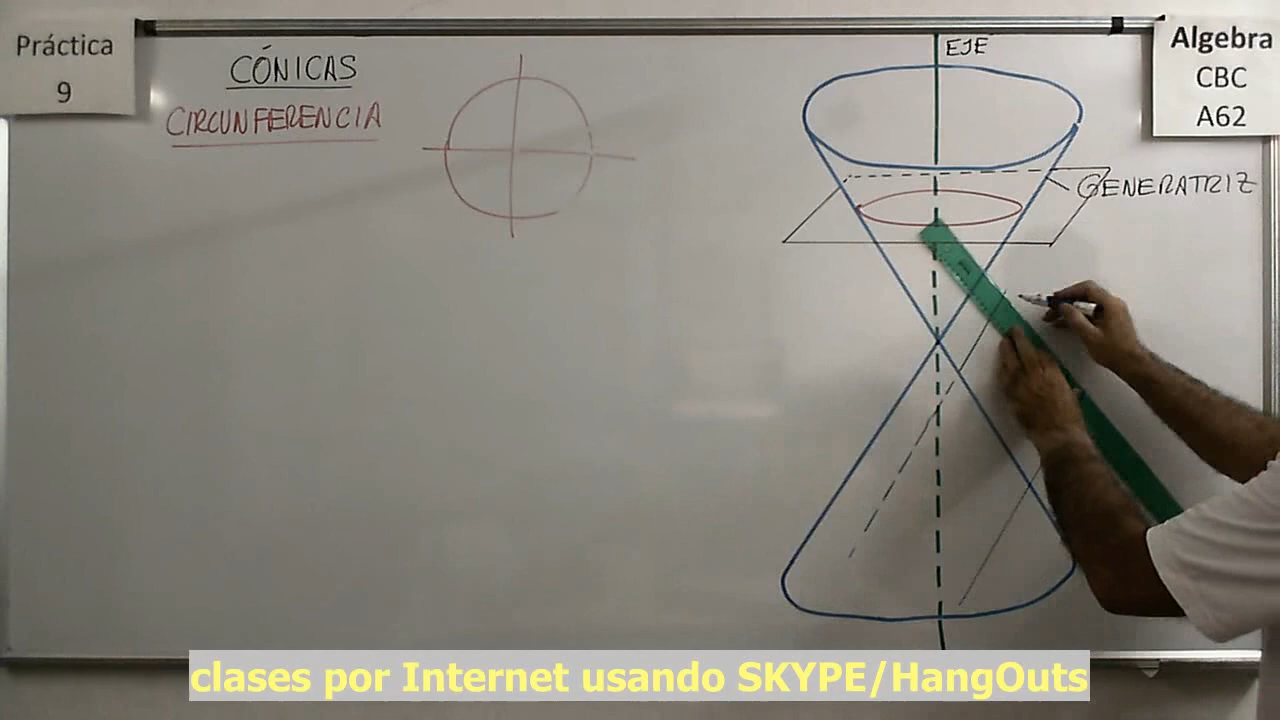 Práctica
9
CÓNICAS
CIRCUNFERENCIA
EJE
GENERATRIZ
Algebra
CBC
A62
clases por Internet usando SKYPE/HangOuts